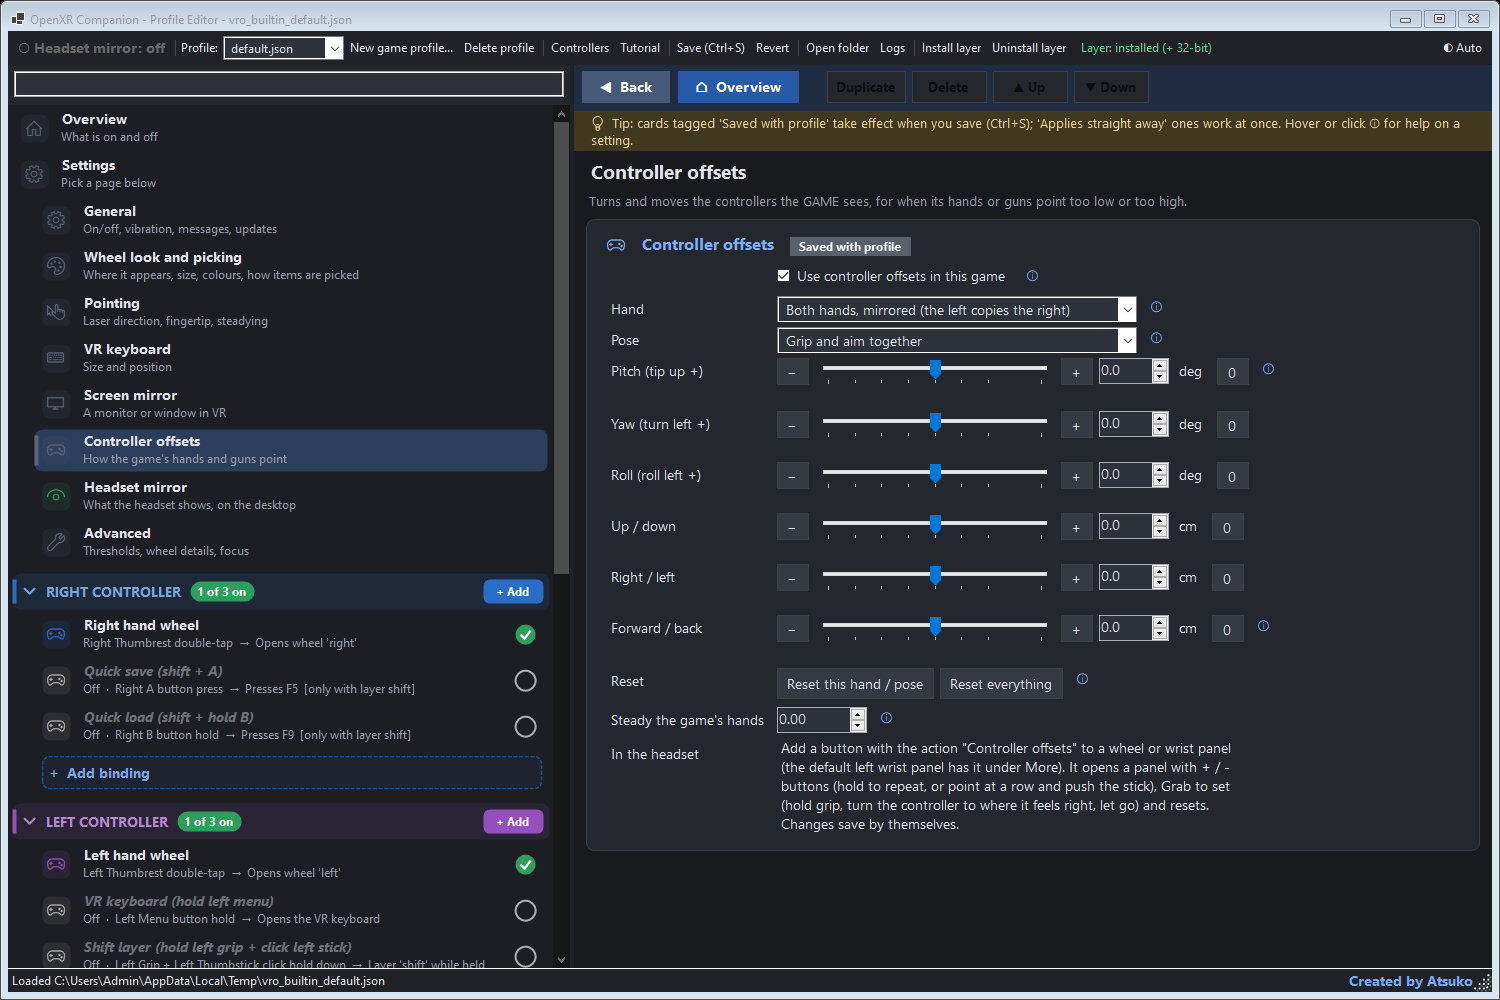 OpenXR Companion - Profile Editor - vro_builtin_default.json
Headset mirror: off
Profile:
default.json
New game profile...
Delete profile
Controllers
Tutorial
Save (Ctrl+S)
Revert
Open folder
Logs
Install layer
Uninstall layer
Layer: installed (+ 32-bit)
Auto
Overview
What is on and off
Settings
Pick a page below
General
On/off, vibration, messages, updates
Wheel look and picking
Where it appears, size, colours, how items are picked
Pointing
Laser direction, fingertip, steadying
VR keyboard
Size and position
Screen mirror
A monitor or window in VR
Controller offsets
How the game's hands and guns point
Headset mirror
What the headset shows, on the desktop
Advanced
Thresholds, wheel details, focus
RIGHT CONTROLLER
1 of 3 on
+ Add
Right hand wheel
Right Thumbrest double-tap → Opens wheel 'right'
Quick save (shift + A)
Off · Right A button press → Presses F5 [only with layer shift]
Quick load (shift + hold B)
Off · Right B button hold → Presses F9 [only with layer shift]
+ Add binding
LEFT CONTROLLER
1 of 3 on
+ Add
Left hand wheel
Left Thumbrest double-tap → Opens wheel 'left'
VR keyboard (hold left menu)
Off · Left Menu button hold → Opens the VR keyboard
Shift layer (hold left grip + click left stick)
Off · Left Grip + Left Thumbstick click hold down → Layer 'shift' while held
◀ Back
Overview
Duplicate
Delete
▲ Up
▼ Down
Tip: cards tagged 'Saved with profile' take effect when you save (Ctrl+S); 'Applies straight away' ones work at once. Hover or click ⓘ for help on a
setting.
Controller offsets
Turns and moves the controllers the GAME sees, for when its hands or guns point too low or too high.
Controller offsets
Saved with profile
Use controller offsets in this game
Hand
Both hands, mirrored (the left copies the right)
Pose
Grip and aim together
Pitch (tip up +)
−
+
0.0
deg
0
Yaw (turn left +)
−
+
0.0
deg
0
Roll (roll left +)
−
+
0.0
deg
0
Up / down
−
+
0.0
cm
0
Right / left
−
+
0.0
cm
0
Forward / back
−
+
0.0
cm
0
Reset
Reset this hand / pose
Reset everything
Steady the game's hands
0.00
In the headset
Add a button with the action "Controller offsets" to a wheel or wrist panel
(the default left wrist panel has it under More). It opens a panel with + / -
buttons (hold to repeat, or point at a row and push the stick), Grab to set
(hold grip, turn the controller to where it feels right, let go) and resets.
Changes save by themselves.
Loaded C:\Users\Admin\AppData\Local\Temp\vro_builtin_default.json
Created by Atsuko